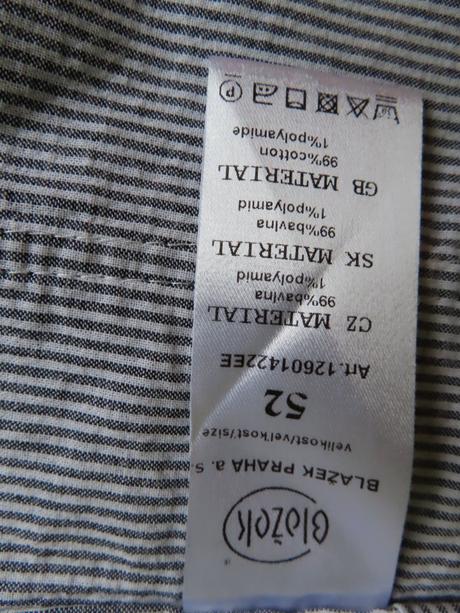 Blažek
BLAŽEK PRAHA a. s
velikost/veľkosť/size
52
Art.12601422EE
CZ MATERIAL
99%bavlna
1%polyamid
SK MATERIAL
99%bavlna
1%polyamid
GB MATERIAL
99%cotton
1%polyamide
P